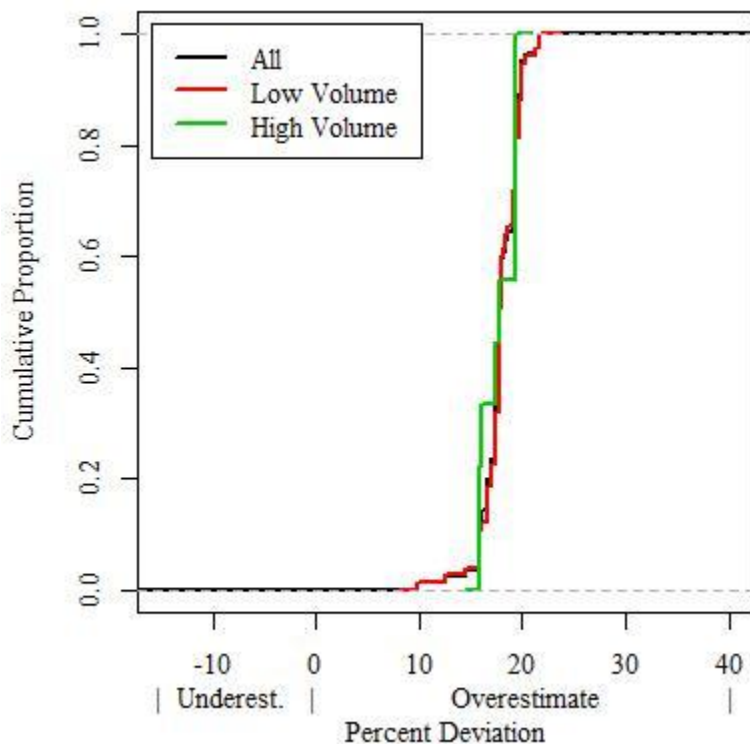 1.0
0.8
0.6
0.4
0.2
0.0
Cumulative Proportion
All
Low Volume
High Volume
-10 0 10 20 30 40
| Underest. | Overestimate |
Percent Deviation